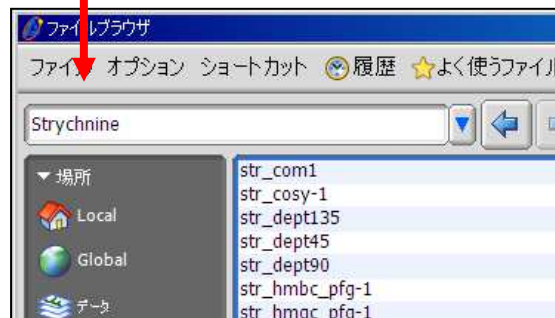 ファイルブラウザ
ファイル オプション ショートカット 履歴 よく使うファイル
Strychnine
▼場所
Local
Global
データ
str_com1
str_cosy-1
str_dept135
str_dept45
str_dept90
str_hmbc_pfg-1
str_hmqc_pfg-1